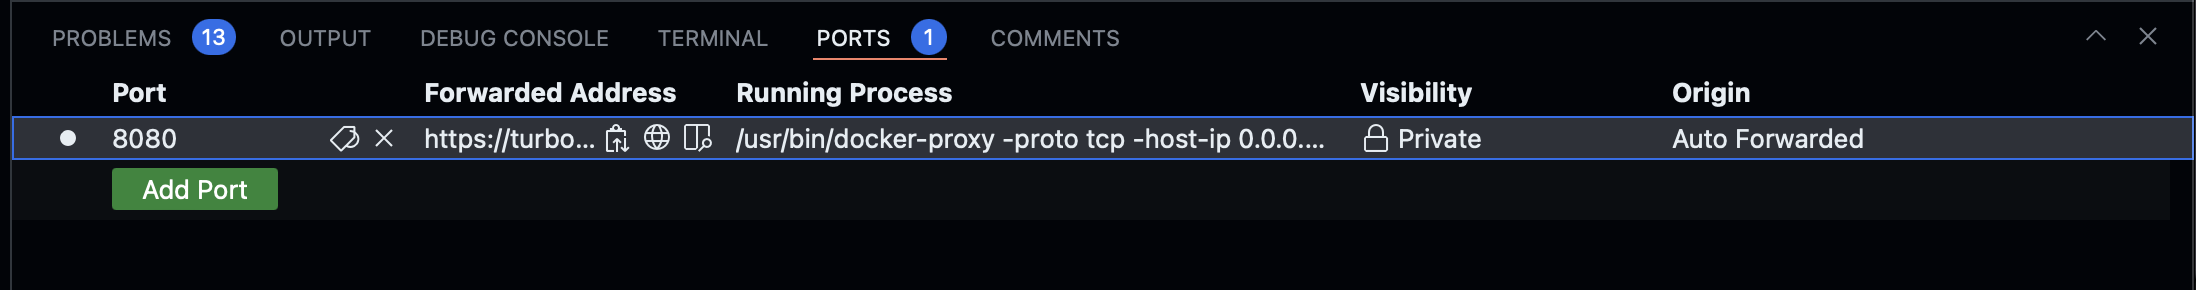 PROBLEMS 13 OUTPUT DEBUG CONSOLE TERMINAL PORTS 1 COMMENTS
Port Forwarded Address Running Process Visibility Origin
8080 https://turbo... /usr/bin/docker-proxy -proto tcp -host-ip 0.0.0.... Private Auto Forwarded
Add Port